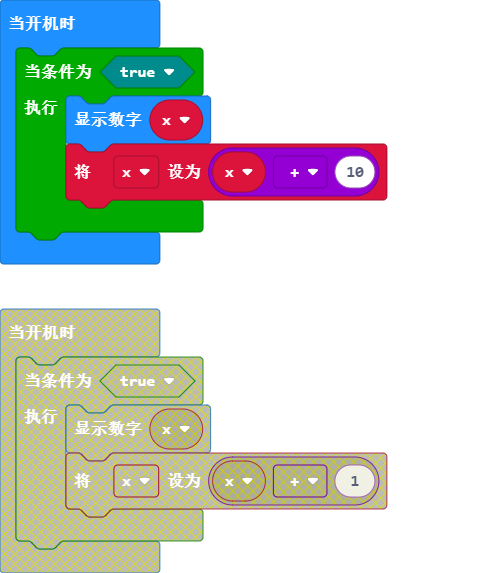 当开机时
当条件为 true
执行
显示数字 x
将 x 设为 x + 10
当开机时
当条件为 true
执行
显示数字 x
将 x 设为 x + 1